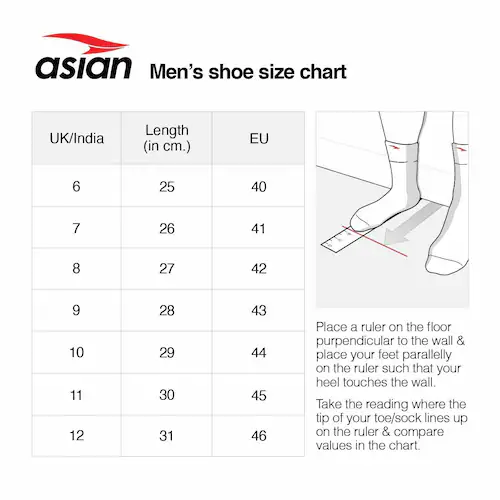 asian Men's shoe size chart
UK/India Length (in cm.) EU
6 25 40
7 26 41
8 27 42
9 28 43
10 29 44
11 30 45
12 31 46
Place a ruler on the floor
purpendicular to the wall &
place your feet parallelly
on the ruler such that your
heel touches the wall.
Take the reading where the
tip of your toe/sock lines up
on the ruler & compare
values in the chart.